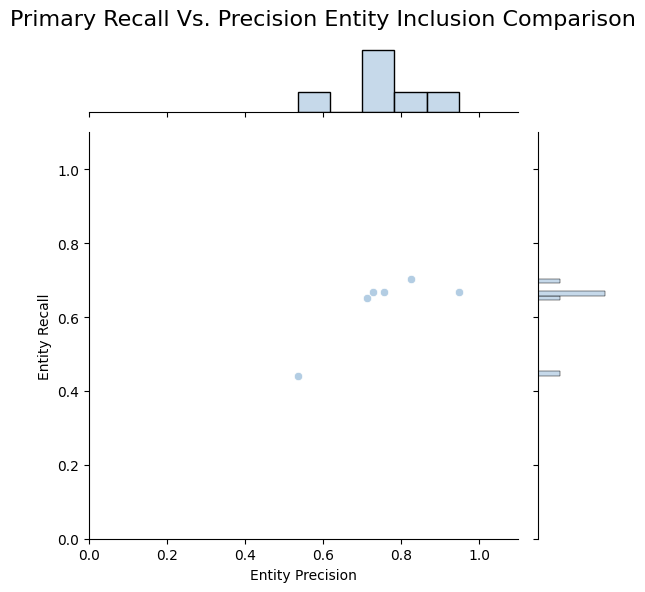 Primary Recall Vs. Precision Entity Inclusion Comparison
1.0
0.8
0.6
0.4
0.2
0.0
Entity Recall
0.0 0.2 0.4 0.6 0.8 1.0
Entity Precision